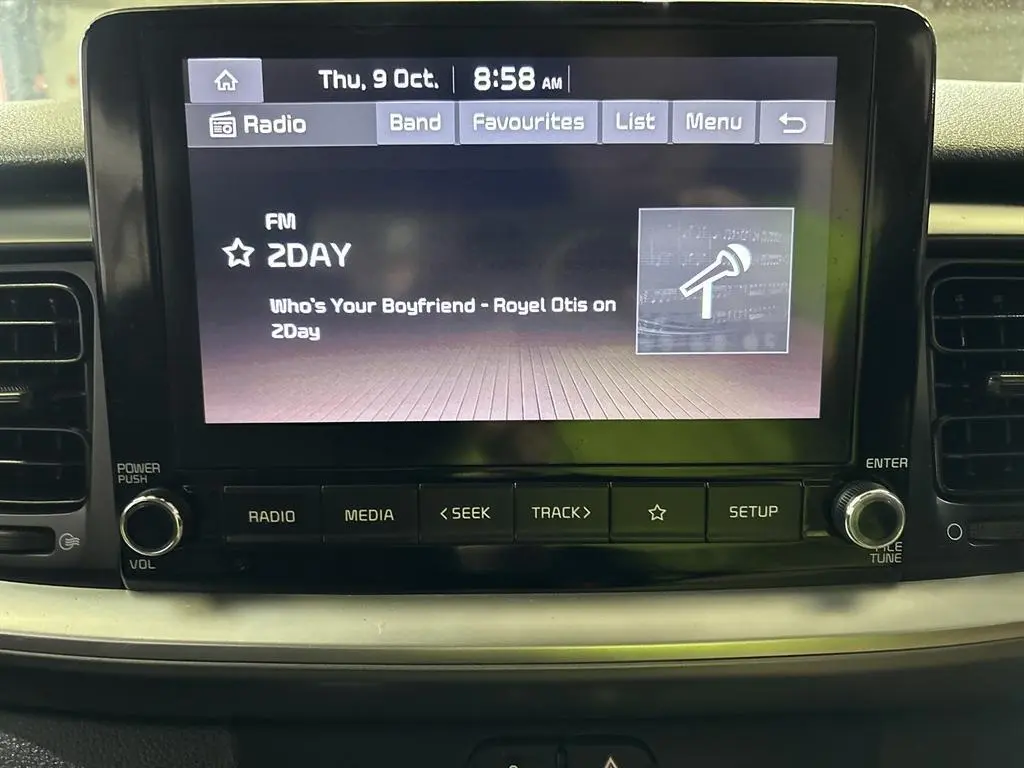 Thu, 9 Oct. 8:58 AM
Radio Band Favourites List Menu
FM
2DAY
Who's Your Boyfriend - Royel Otis on
2Day
POWER
PUSH
VOL
RADIO MEDIA <SEEK TRACK> SETUP
ENTER
FILE
TUNE